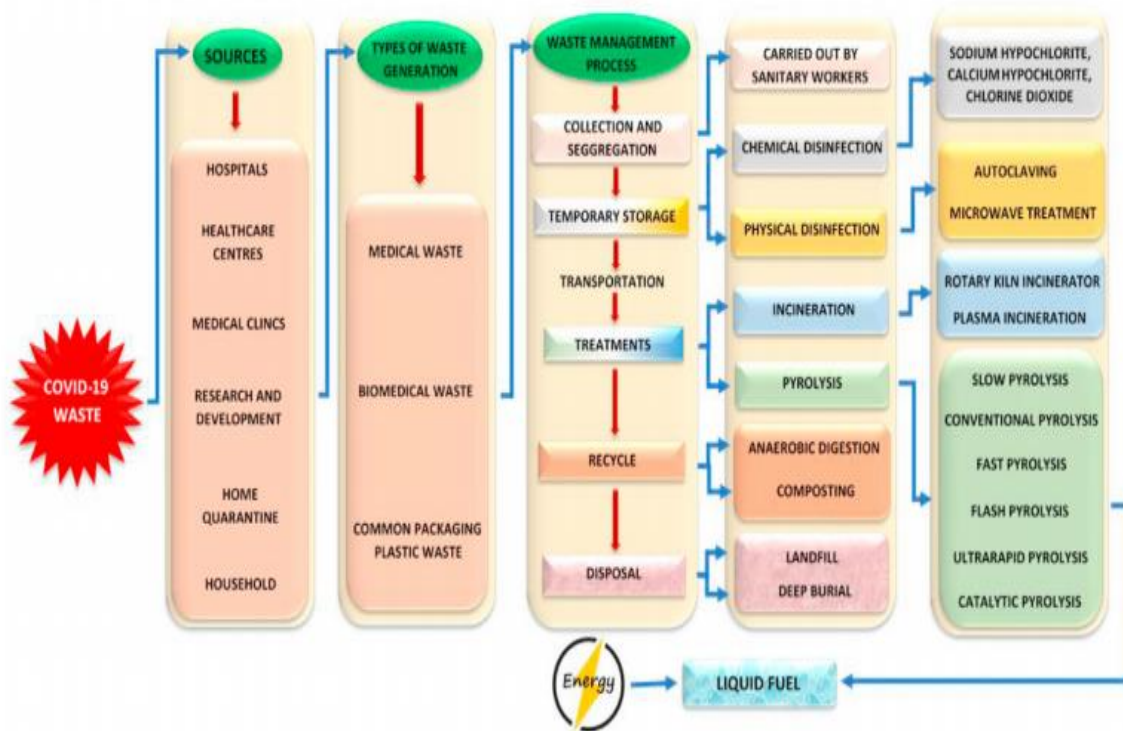 COVID-19
WASTE
SOURCES
HOSPITALS
HEALTHCARE
CENTRES
MEDICAL CLINCS
RESEARCH AND
DEVELOPMENT
HOME
QUARANTINE
HOUSEHOLD
TYPES OF WASTE
GENERATION
MEDICAL WASTE
BIOMEDICAL WASTE
COMMON PACKAGING
PLASTIC WASTE
WASTE MANAGEMENT
PROCESS
COLLECTION AND
SEGGREGATION
TEMPORARY STORAGE
TRANSPORTATION
TREATMENTS
RECYCLE
DISPOSAL
CARRIED OUT BY
SANITARY WORKERS
CHEMICAL DISINFECTION
PHYSICAL DISINFECTION
INCINERATION
PYROLYSIS
ANAEROBIC DIGESTION
COMPOSTING
LANDFILL
DEEP BURIAL
SODIUM HYPOCHLORITE,
CALCIUM HYPOCHLORITE,
CHLORINE DIOXIDE
AUTOCLAVING
MICROWAVE TREATMENT
ROTARY KILN INCINERATOR
PLASMA INCINERATION
SLOW PYROLYSIS
CONVENTIONAL PYROLYSIS
FAST PYROLYSIS
FLASH PYROLYSIS
ULTRARAPID PYROLYSIS
CATALYTIC PYROLYSIS
Energy
LIQUID FUEL